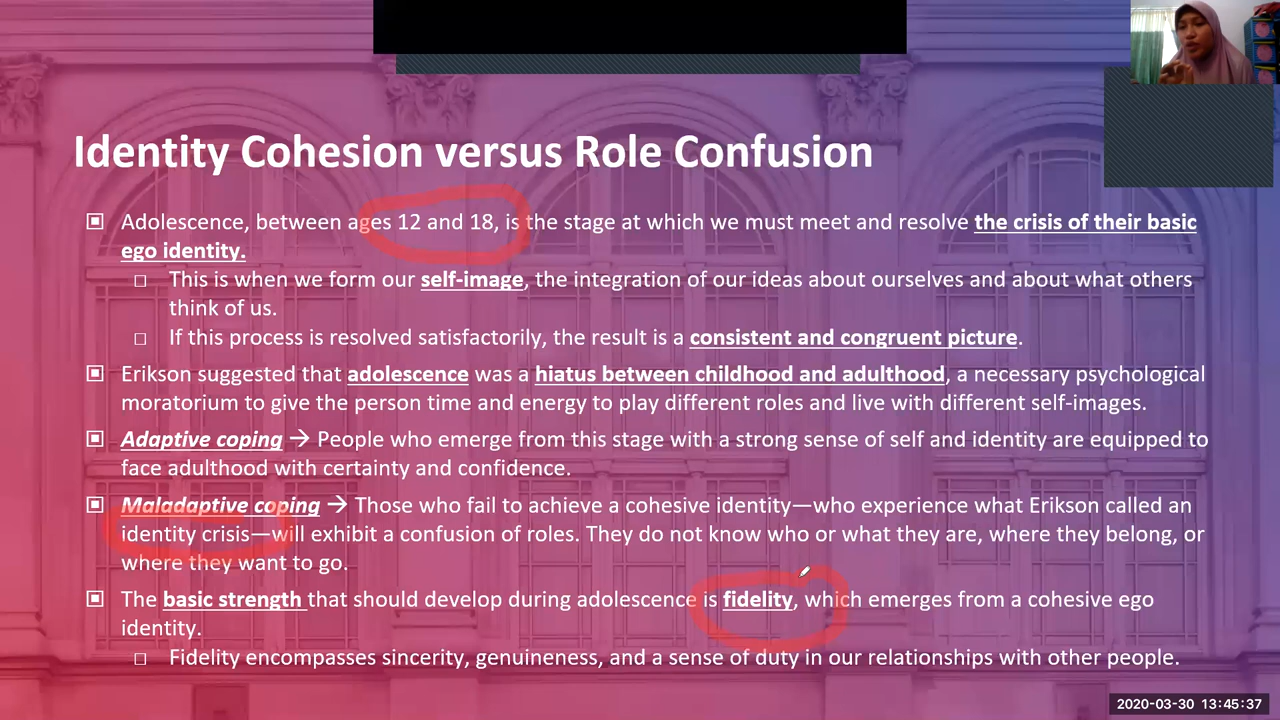 Identity Cohesion versus Role Confusion
Adolescence, between ages 12 and 18, is the stage at which we must meet and resolve the crisis of their basic
ego identity.
This is when we form our self-image, the integration of our ideas about ourselves and about what others
think of us.
If this process is resolved satisfactorily, the result is a consistent and congruent picture.
Erikson suggested that adolescence was a hiatus between childhood and adulthood, a necessary psychological
moratorium to give the person time and energy to play different roles and live with different self-images.
Adaptive coping → People who emerge from this stage with a strong sense of self and identity are equipped to
face adulthood with certainty and confidence.
Maladaptive coping → Those who fail to achieve a cohesive identity—who experience what Erikson called an
identity crisis—will exhibit a confusion of roles. They do not know who or what they are, where they belong, or
where they want to go.
The basic strength that should develop during adolescence is fidelity, which emerges from a cohesive ego
identity.
Fidelity encompasses sincerity, genuineness, and a sense of duty in our relationships with other people.
2020-03-30 13:45:37